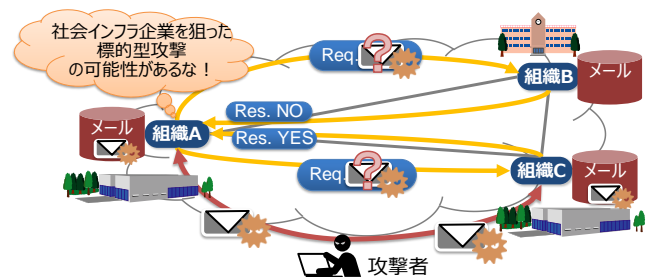 社会インフラ企業を狙った
標的型攻撃
の可能性があるな！
Req.
?
組織B
メール
Res. NO
メール
組織A
Res. YES
Req.
?
組織C
メール
攻撃者